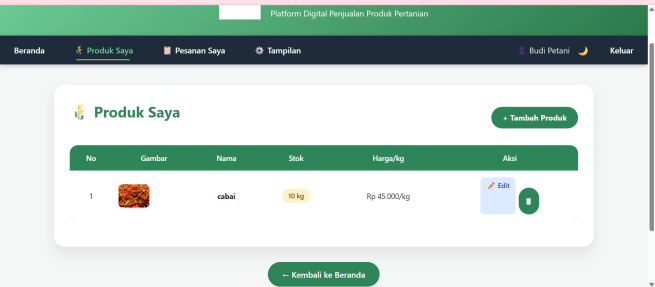 Platform Digital Penjualan Produk Pertanian
Beranda
Produk Saya
Pesanan Saya
Tampilan
Budi Petani
Keluar
Produk Saya
+ Tambah Produk
No Gambar Nama Stok Harga/kg Aksi
1 cabai 10 kg Rp 45.000/kg Edit
← Kembali ke Beranda